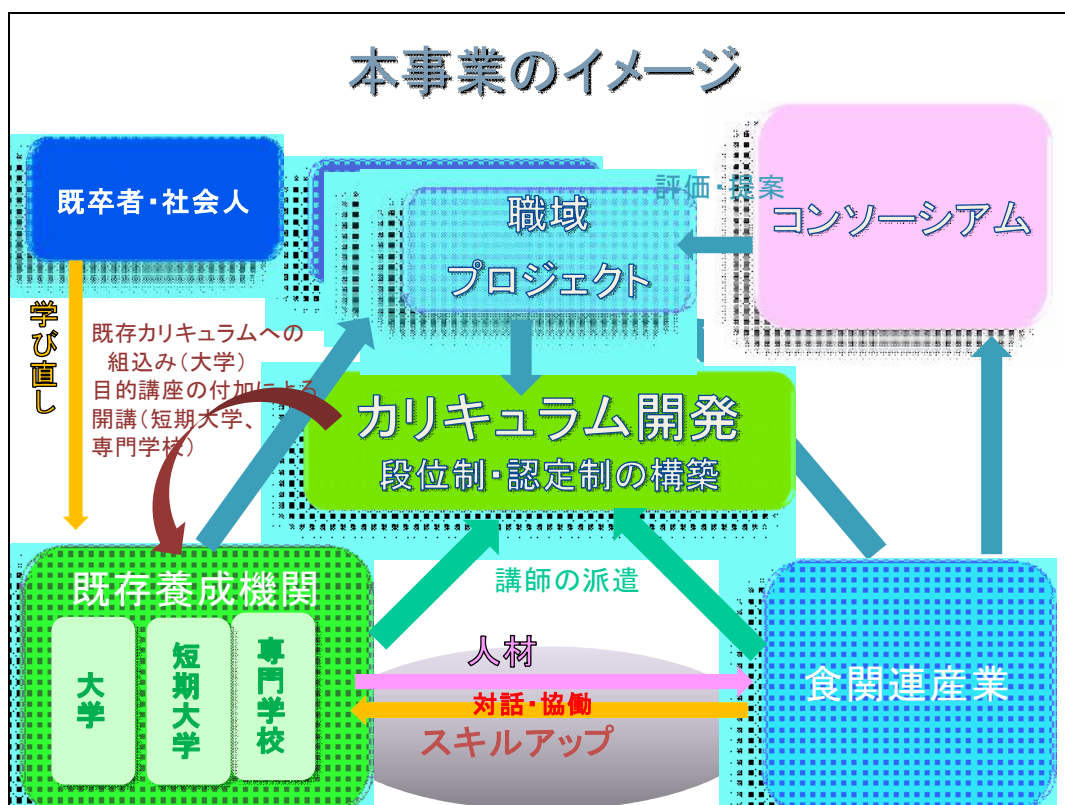 本事業のイメージ
既卒者・社会人
職域
プロジェクト
評価・提案
コンソーシアム
学び直し
既存カリキュラムへの
組込み（大学）
目的講座の付加による
開講（短期大学、
専門学校）
カリキュラム開発
段位制・認定制の構築
既存養成機関
大学
短期大学
専門学校
講師の派遣
人材
対話・協働
スキルアップ
食関連産業